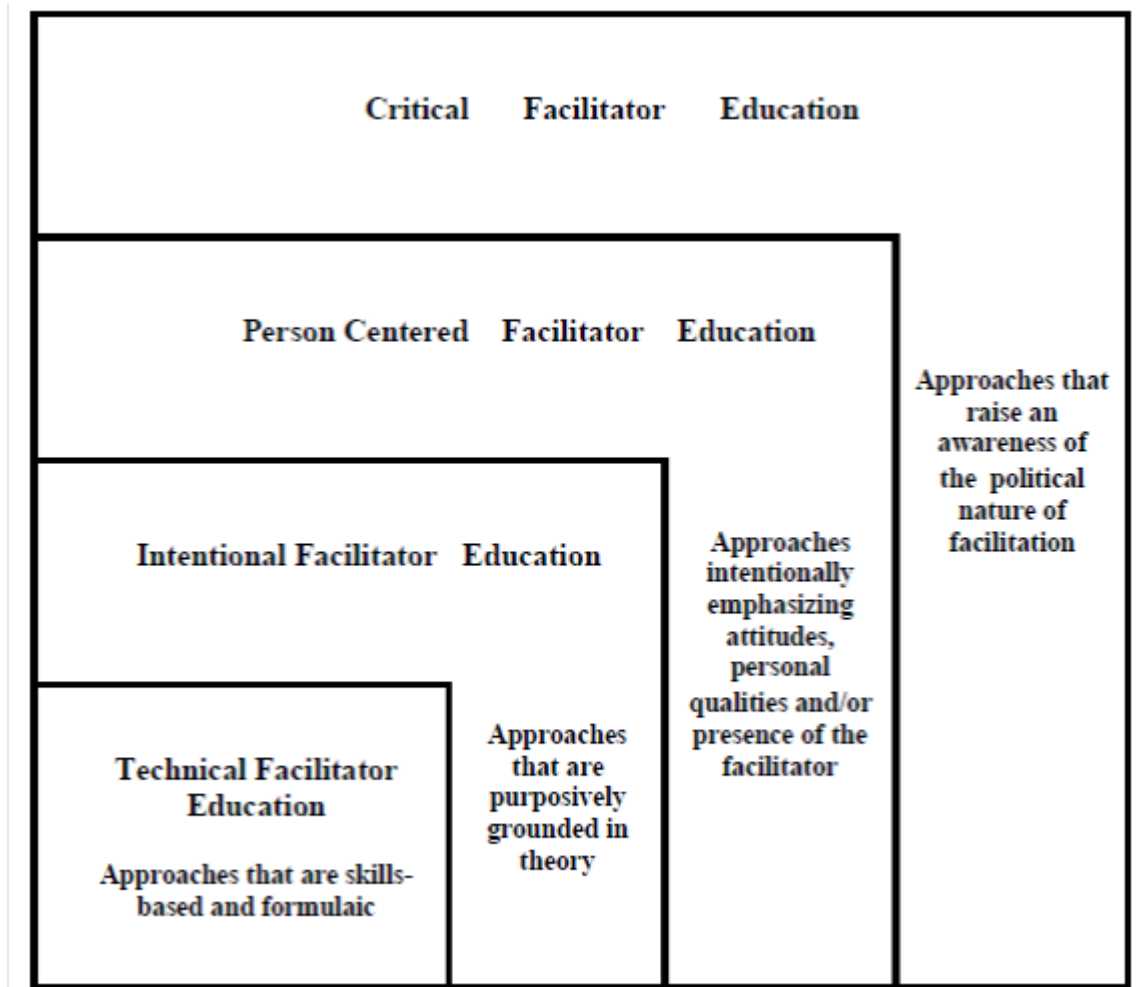 Critical Facilitator Education
Person Centered Facilitator Education
Approaches that
raise an
awareness of
the political
nature of
facilitation
Intentional Facilitator Education
Approaches
intentionally
emphasizing
attitudes,
personal
qualities and/or
presence of the
facilitator
Technical Facilitator
Education
Approaches that are skills-
based and formulaic
Approaches
that are
purposively
grounded in
theory